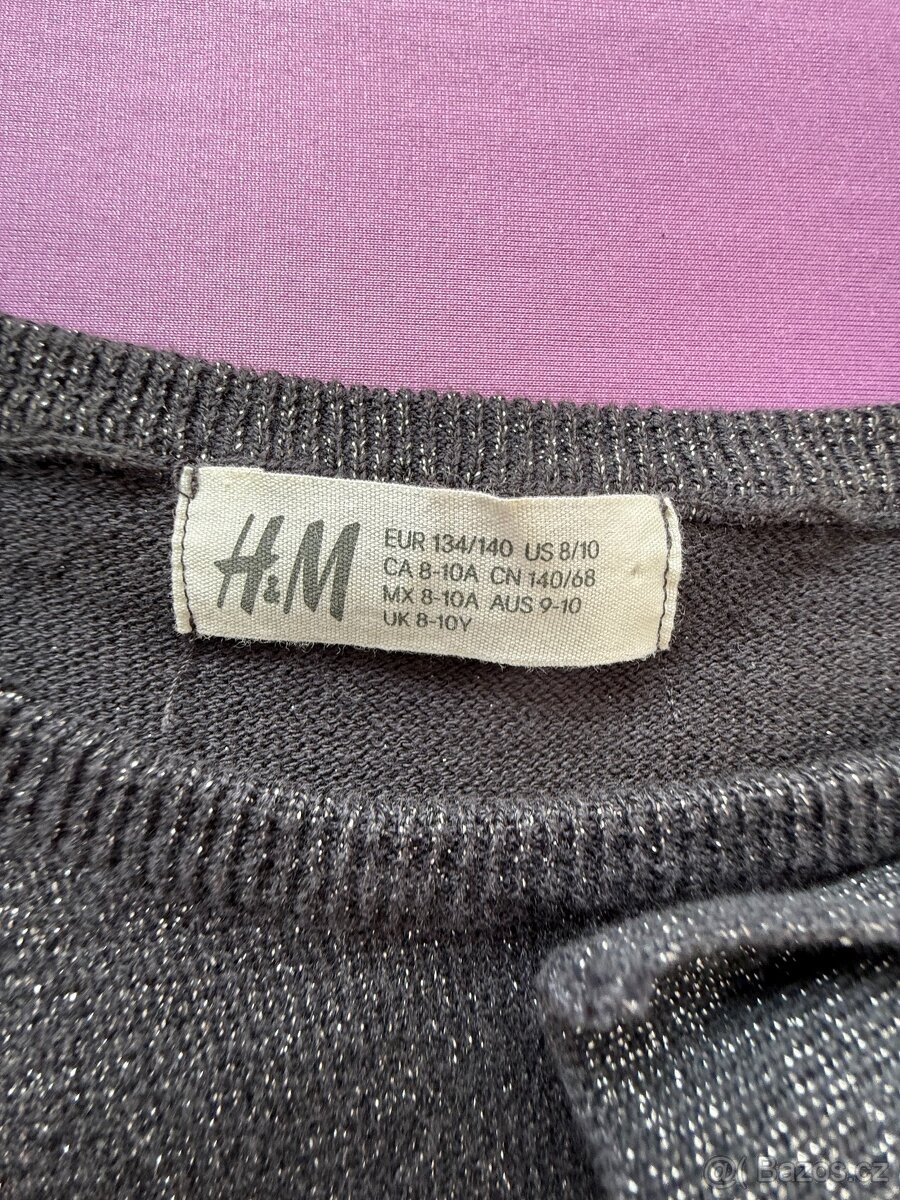 H&M
EUR 134/140 US 8/10
CA 8-10A CN 140/68
MX 8-10A AUS 9-10
UK 8-10Y
@ Bazos.cz